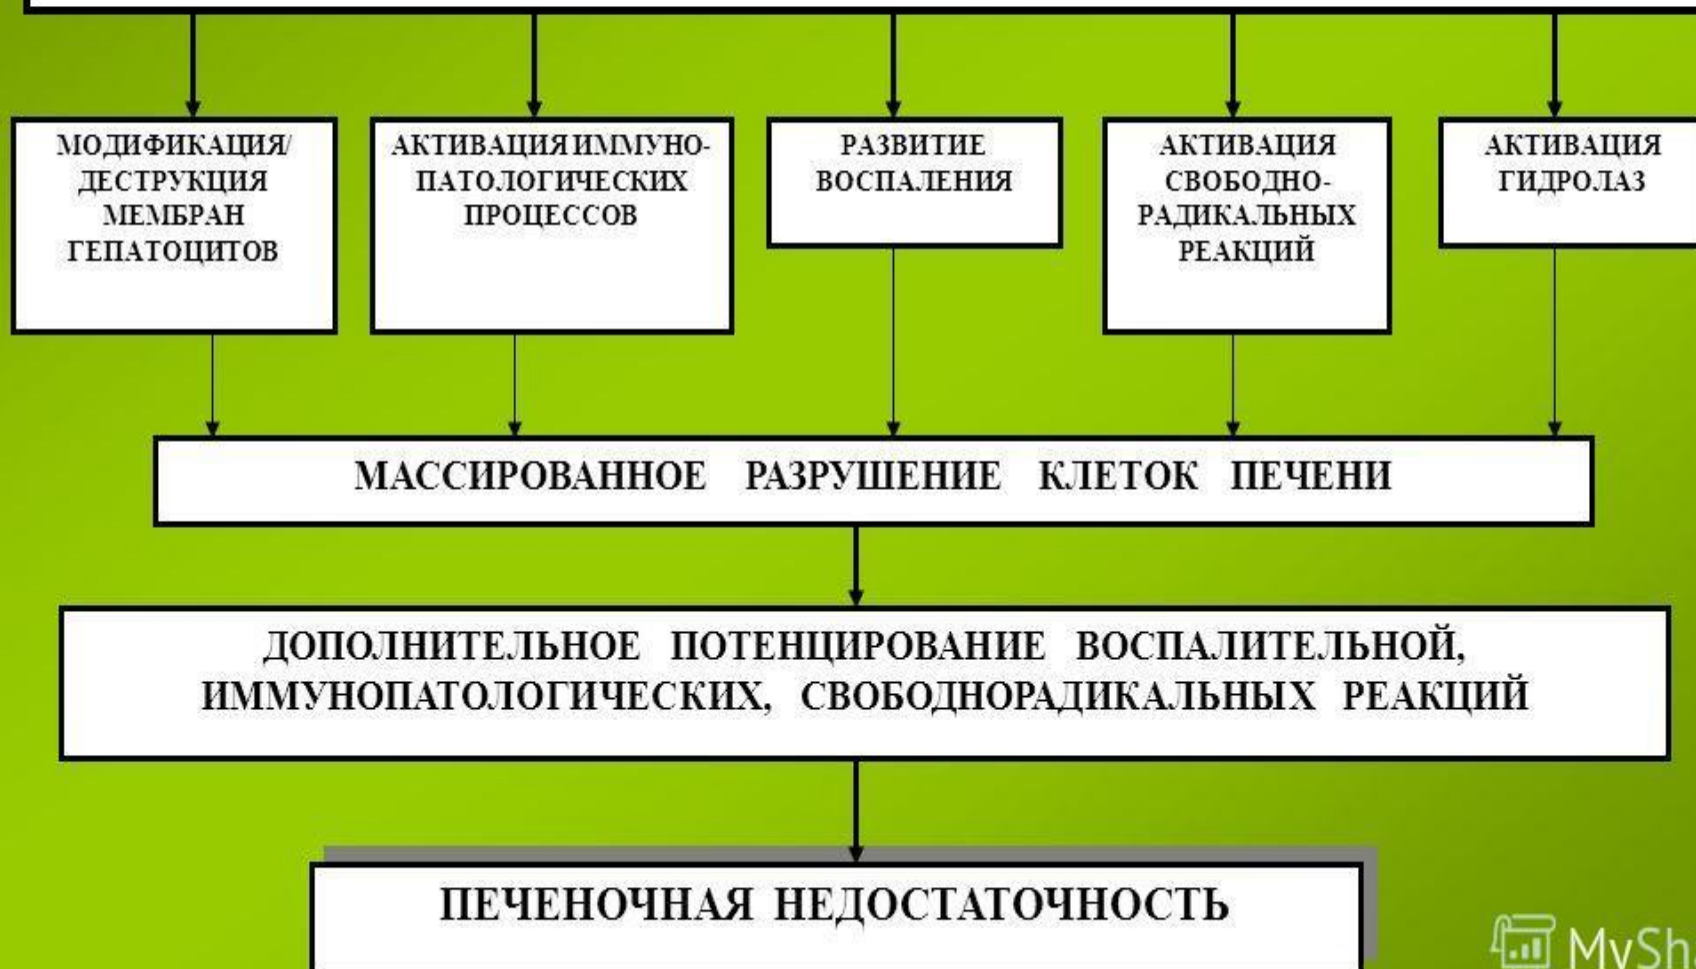 МОДИФИКАЦИЯ/
ДЕСТРУКЦИЯ
МЕМБРАН
ГЕПАТОЦИТОВ
АКТИВАЦИЯ ИММУНО-
ПАТОЛОГИЧЕСКИХ
ПРОЦЕССОВ
РАЗВИТИЕ
ВОСПАЛЕНИЯ
АКТИВАЦИЯ
СВОБОДНО-
РАДИКАЛЬНЫХ
РЕАКЦИЙ
АКТИВАЦИЯ
ГИДРОЛАЗ
МАССИРОВАННОЕ РАЗРУШЕНИЕ КЛЕТОК ПЕЧЕНИ
ДОПОЛНИТЕЛЬНОЕ ПОТЕНЦИРОВАНИЕ ВОСПАЛИТЕЛЬНОЙ,
ИММУНОПАТОЛОГИЧЕСКИХ, СВОБОДНОРАДИКАЛЬНЫХ РЕАКЦИЙ
ПЕЧЕНОЧНАЯ НЕДОСТАТОЧНОСТЬ
MySh